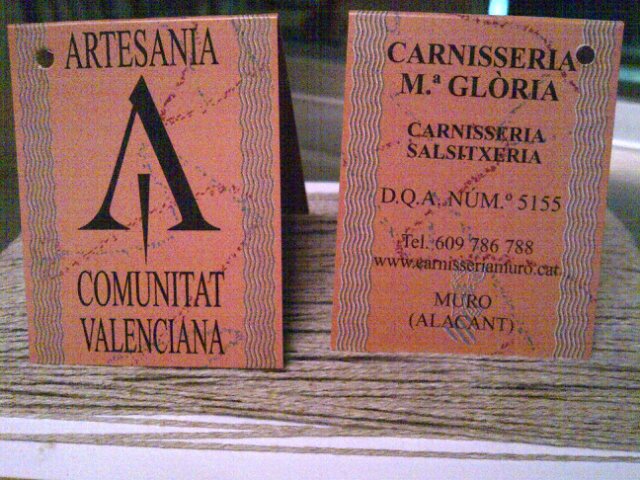 ARTESANIA
COMUNITAT
VALENCIANA
CARNISSERIA
M.ª GLÒRIA
CARNISSERIA
SALSITXERIA
D.Q.A. NÚM.º 5155
Tel. 609 786 788
www.carnisseriamuro.cat
MURO
(ALACANT)